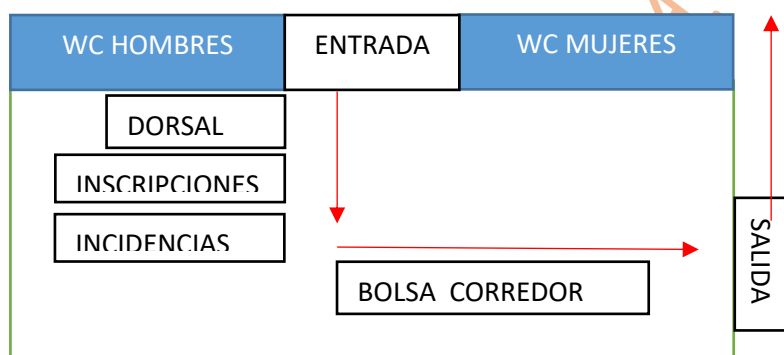 WC HOMBRES
ENTRADA
WC MUJERES
DORSAL
INSCRIPCIONES
INCIDENCIAS
SALIDA
BOLSA CORREDOR